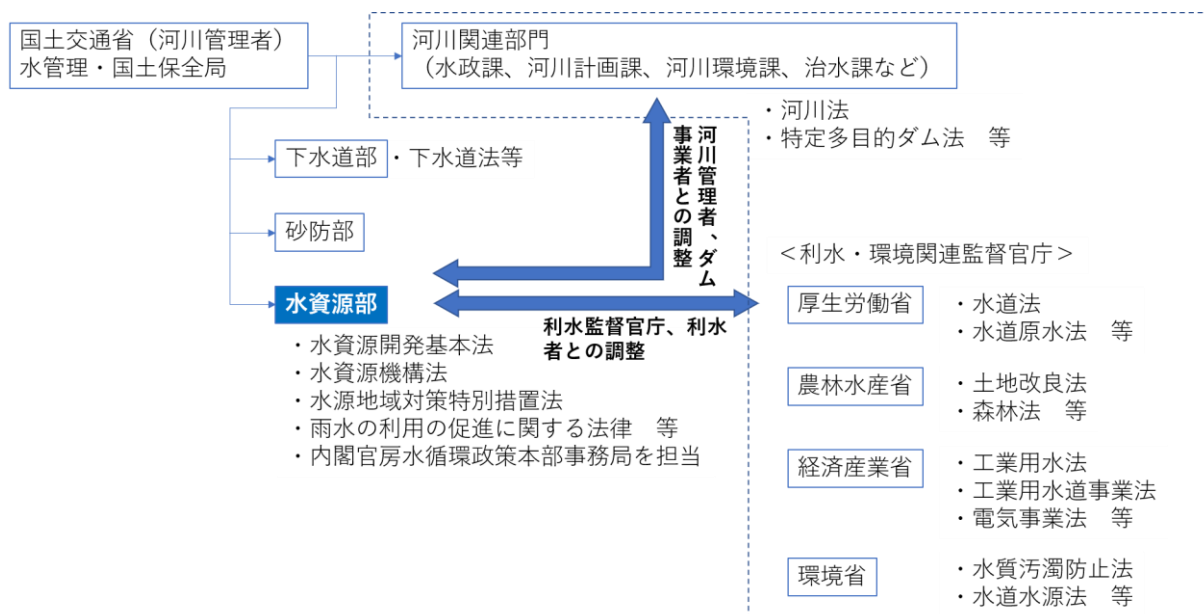 国土交通省（河川管理者）
水管理・国土保全局
河川関連部門
（水政課、河川計画課、河川環境課、治水課など）
・河川法
・特定多目的ダム法　等
下水道部
・下水道法等
砂防部
河川管理者、ダム
事業者との調整
水資源部
利水監督官庁、利水
者との調整
・水資源開発基本法
・水資源機構法
・水源地域対策特別措置法
・雨水の利用の促進に関する法律　等
・内閣官房水循環政策本部事務局を担当
＜利水・環境関連監督官庁＞
厚生労働省
・水道法
・水道原水法　等
農林水産省
・土地改良法
・森林法　等
経済産業省
・工業用水法
・工業用水道事業法
・電気事業法　等
環境省
・水質汚濁防止法
・水道水源法　等